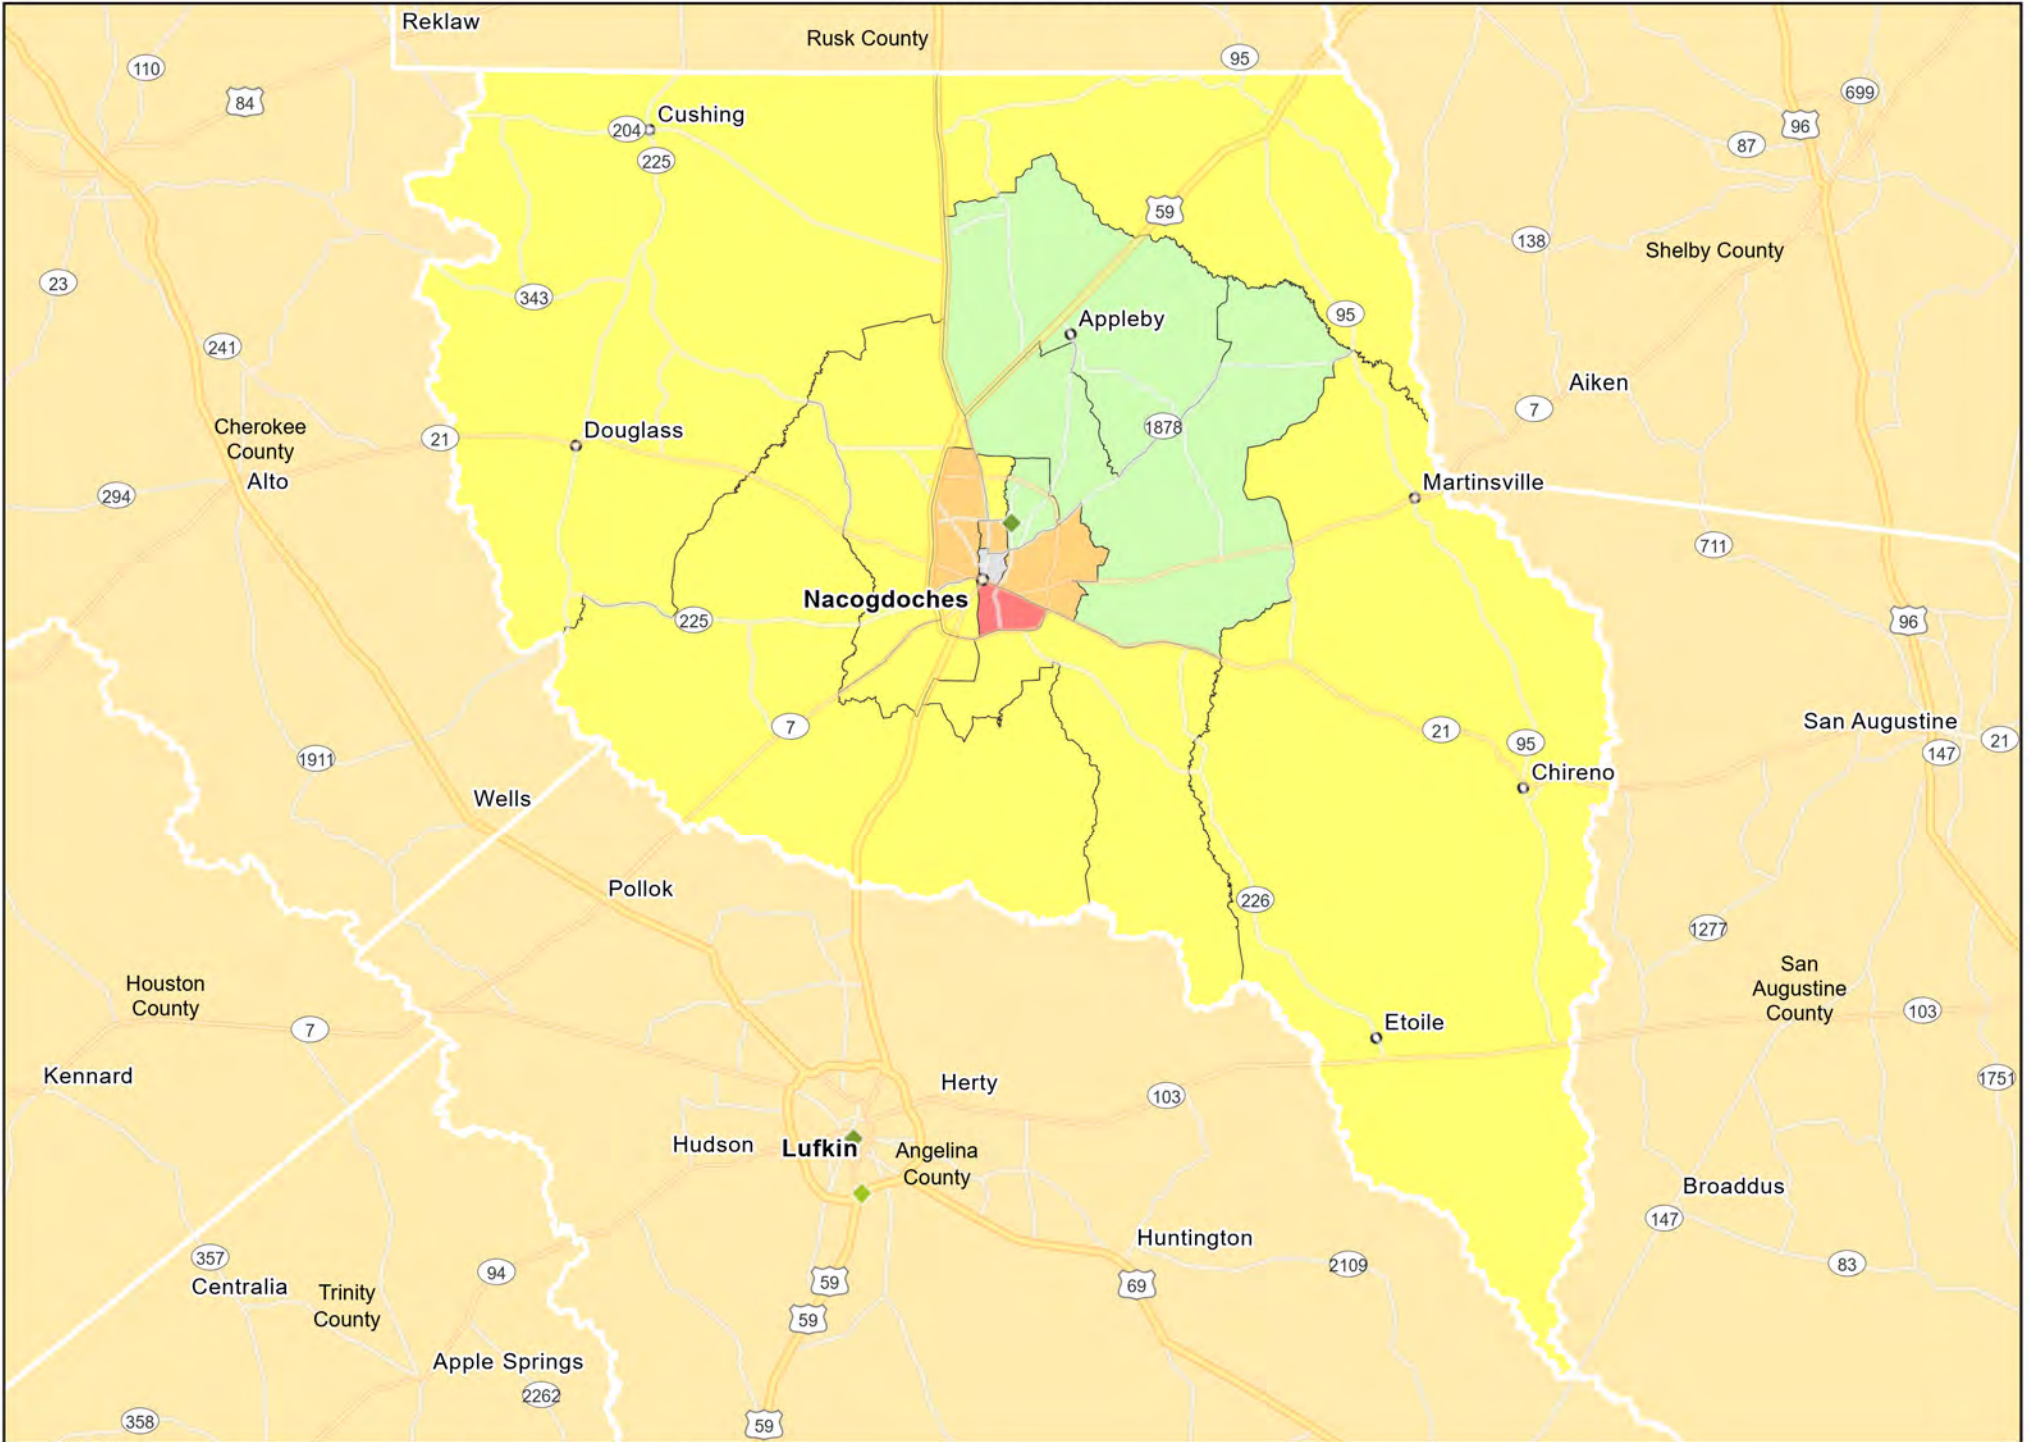 Reklaw
Rusk County
95
110
84
699
96
Cushing
204
87
225
59
138
Shelby County
23
343
95
Appleby
241
Aiken
7
1878
Cherokee
County
21
Douglass
Alto
Martinsville
294
711
Nacogdoches
225
96
7
21
95
San Augustine
147
21
1911
Chireno
Wells
Pollok
226
1277
Houston
County
San
Augustine
County
7
103
Etoile
Kennard
Herty
103
1751
Hudson
Lufkin
Angelina
County
Broaddus
147
Huntington
357
94
59
69
2109
83
Centralia
Trinity
County
59
Apple Springs
2262
358
59